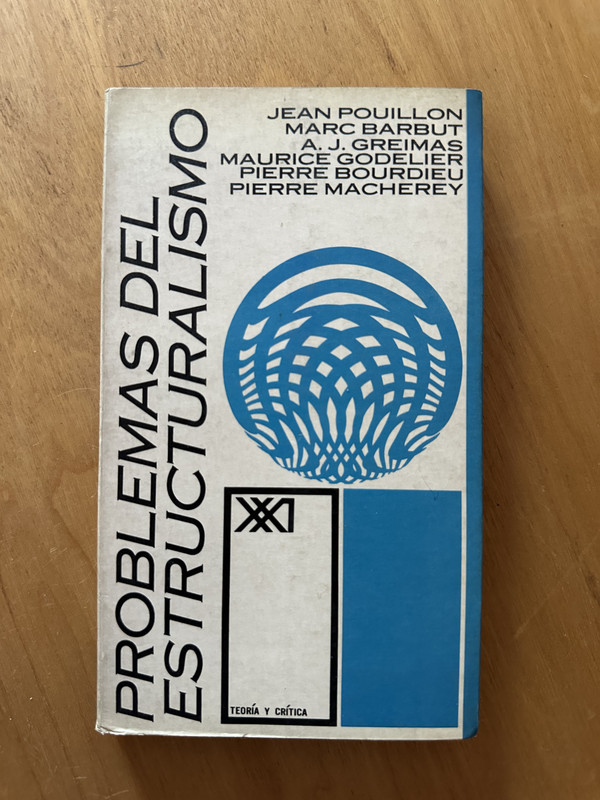 JEAN POUILLON
MARC BARBUT
A. J. GREIMAS
MAURICE GODELIER
PIERRE BOURDIEU
PIERRE MACHEREY
PROBLEMAS DEL
ESTRUCTURALISMO
XXI
TEORÍA Y CRÍTICA